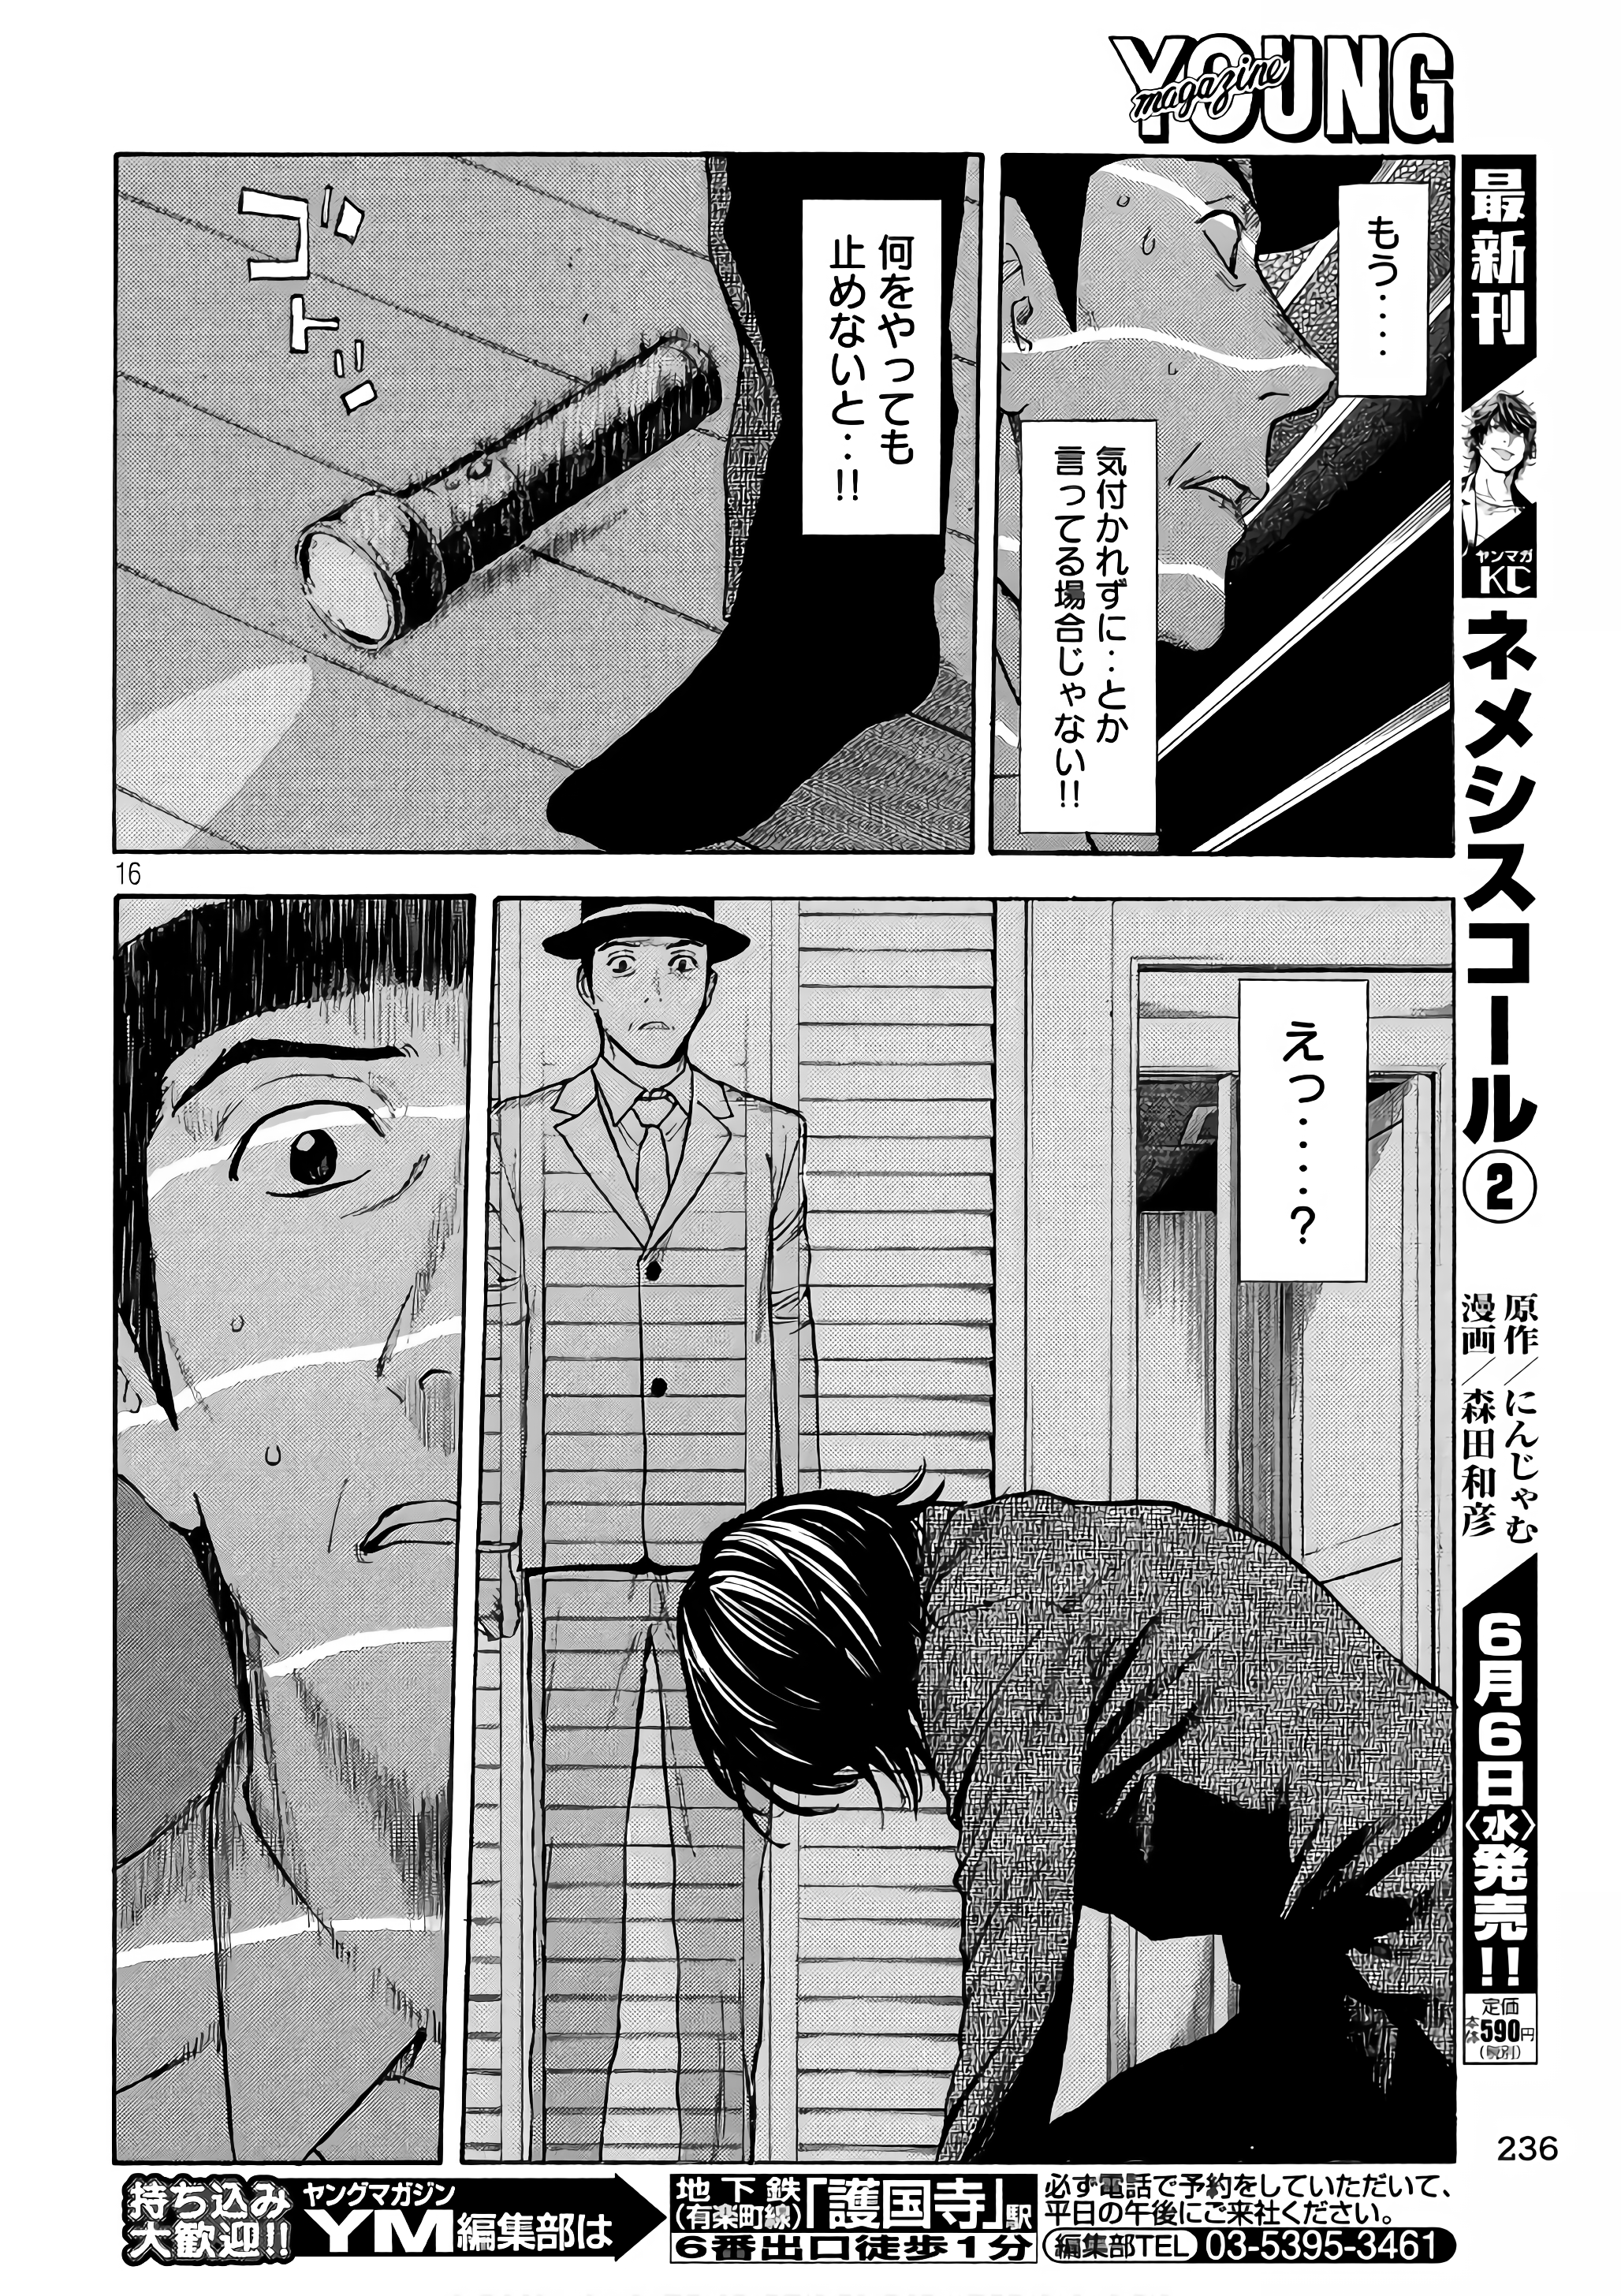 YOUNG
magazine
もう‥‥
気付かれずに‥とか
言ってる場合じゃない!!
何をやっても
止めないと‥!!
ゴトッ
16
えっ‥‥‥?
最新刊
ヤンマガ
KC
ネメシスコール②
原作／にんじゃむ
漫画／森田和彦
6月6日〈水〉発売!!
定価
本体590円
(税別)
236
持ち込み
大歓迎!!
ヤングマガジン
YM編集部は
地下鉄
(有楽町線)
「護国寺」駅
6番出口徒歩1分
必ず電話で予約をしていただいて、
平日の午後にご来社ください。
編集部TEL 03-5395-3461